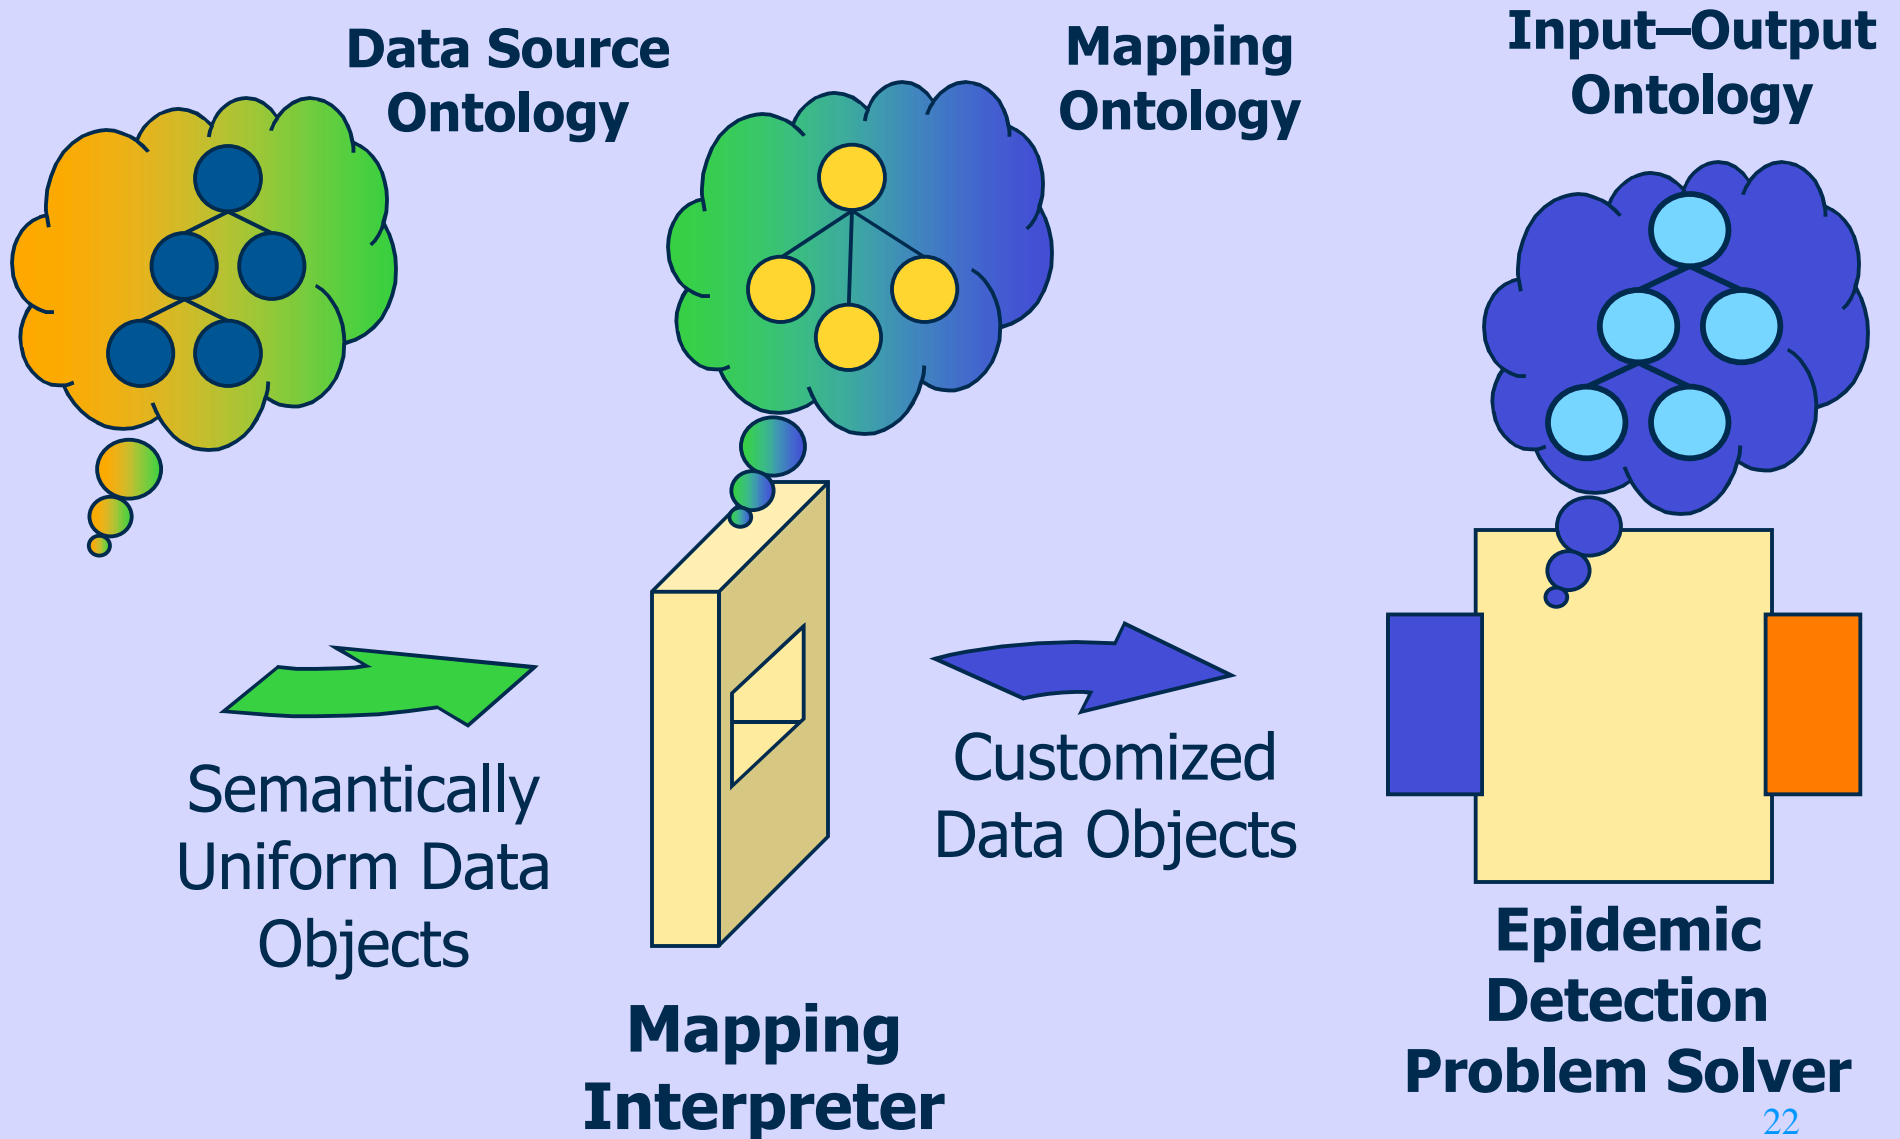 Data Source
Ontology
Mapping
Ontology
Input–Output
Ontology
Semantically
Uniform Data
Objects
Customized
Data Objects
Mapping
Interpreter
Epidemic
Detection
Problem Solver
22